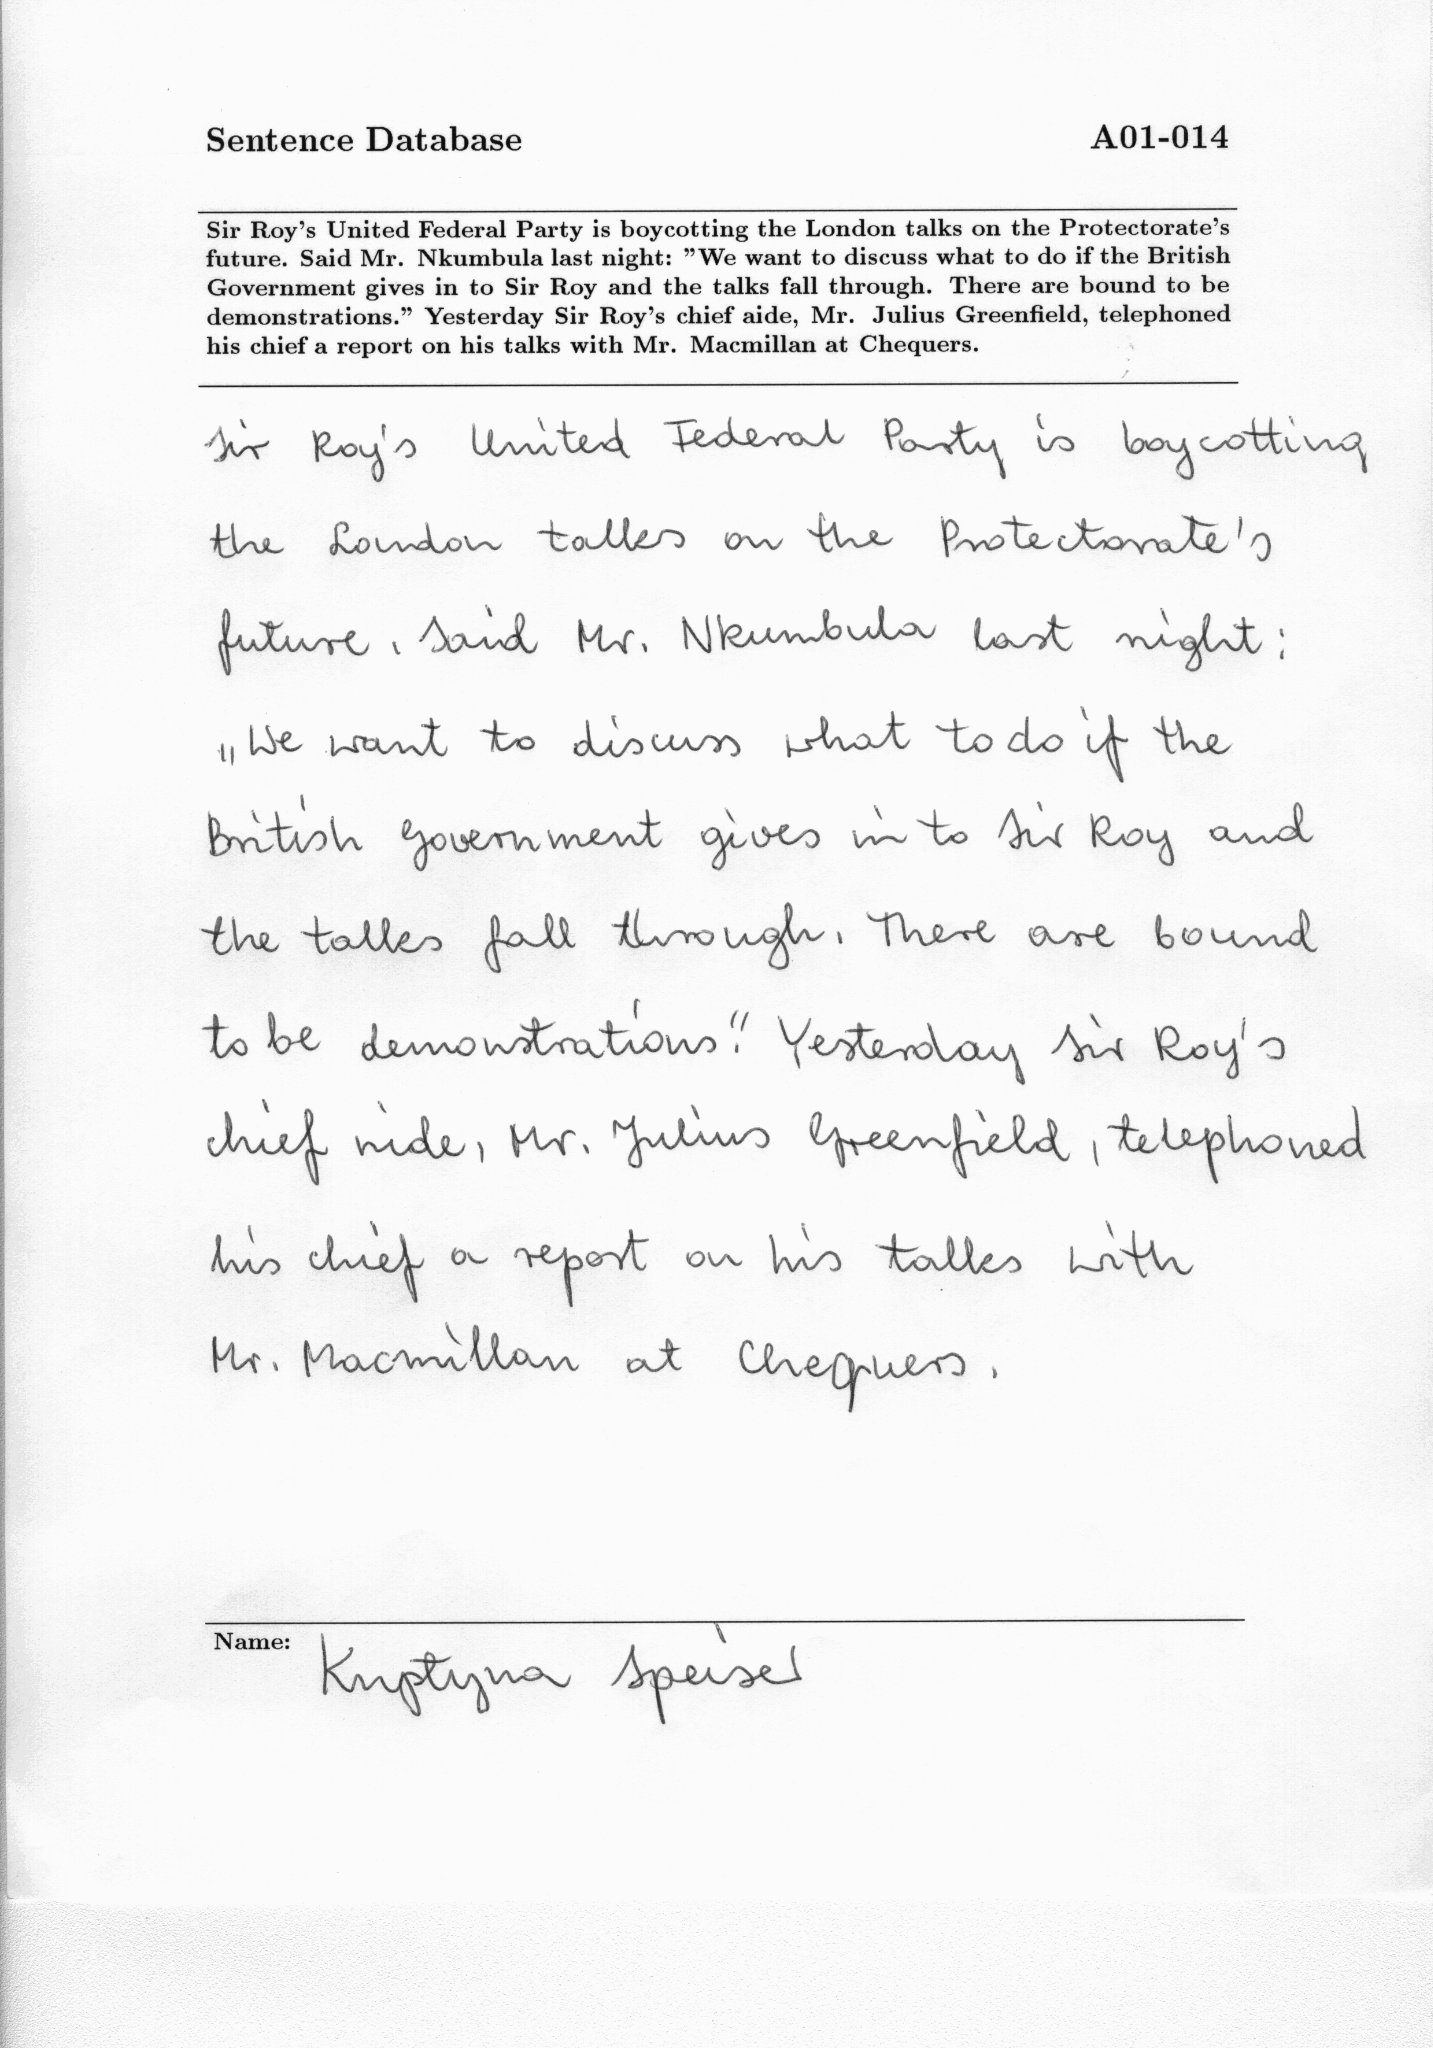 Sentence Database A01-014
Sir Roy's United Federal Party is boycotting the London talks on the Protectorate's
future. Said Mr. Nkumbula last night: ”We want to discuss what to do if the British
Government gives in to Sir Roy and the talks fall through. There are bound to be
demonstrations.” Yesterday Sir Roy's chief aide, Mr. Julius Greenfield, telephoned
his chief a report on his talks with Mr. Macmillan at Chequers.
Sir Roy's United Federal Party is boycotting
the London talks on the Protectorate's
future. Said Mr. Nkumbula last night:
„We want to discuss what to do if the
British Government gives in to Sir Roy and
the talks fall through. There are bound
to be demonstrations." Yesterday Sir Roy's
chief aide, Mr. Julius Greenfield, telephoned
his chief a report on his talks with
Mr. Macmillan at Chequers.
Name: Speiser